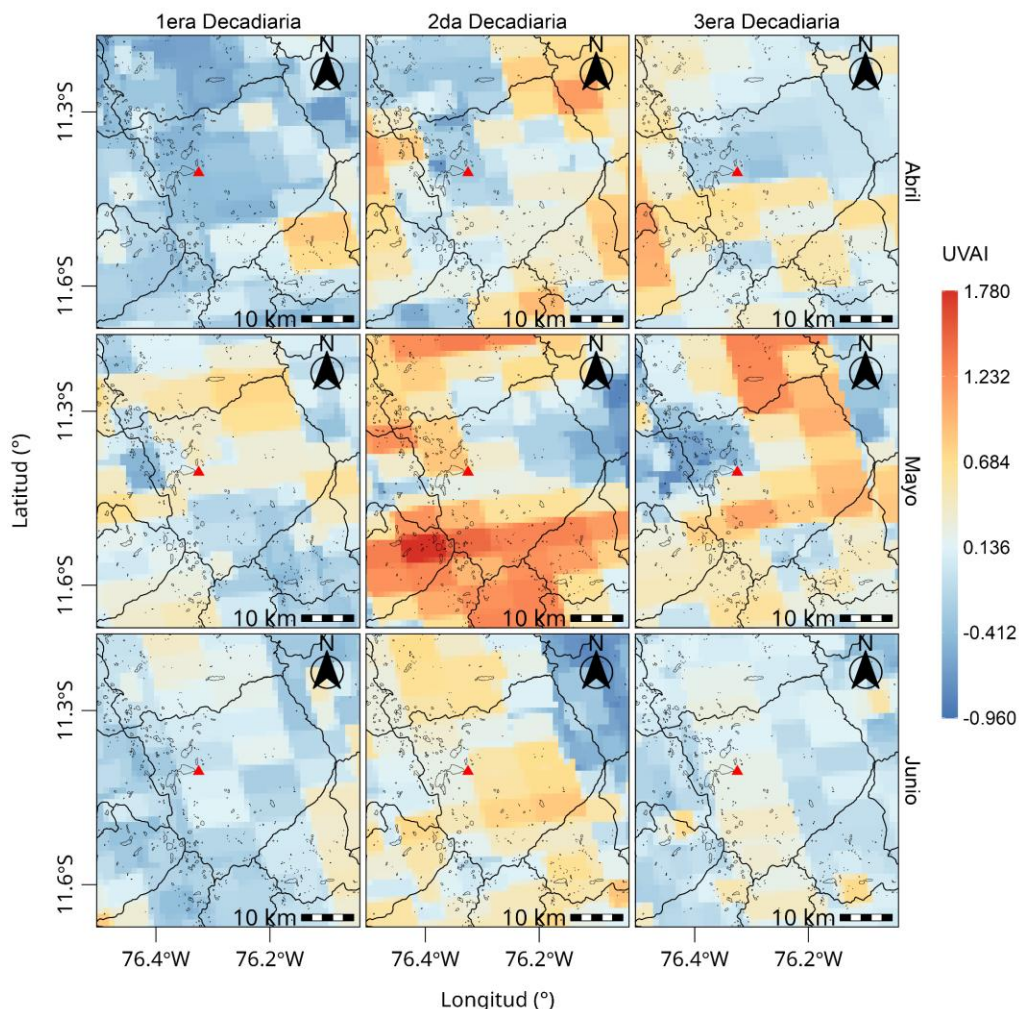 1era Decadiaria
2da Decadiaria
3era Decadiaria
N
N
N
11.3°S
11.6°S
10 km
10 km
10 km
Abril
N
N
N
11.3°S
11.6°S
10 km
10 km
10 km
Mayo
N
N
N
11.3°S
11.6°S
10 km
10 km
10 km
Junio
76.4°W
76.2°W
76.4°W
76.2°W
76.4°W
76.2°W
Latitud (°)
Longitud (°)
UVAI
1.780
1.232
0.684
0.136
-0.412
-0.960